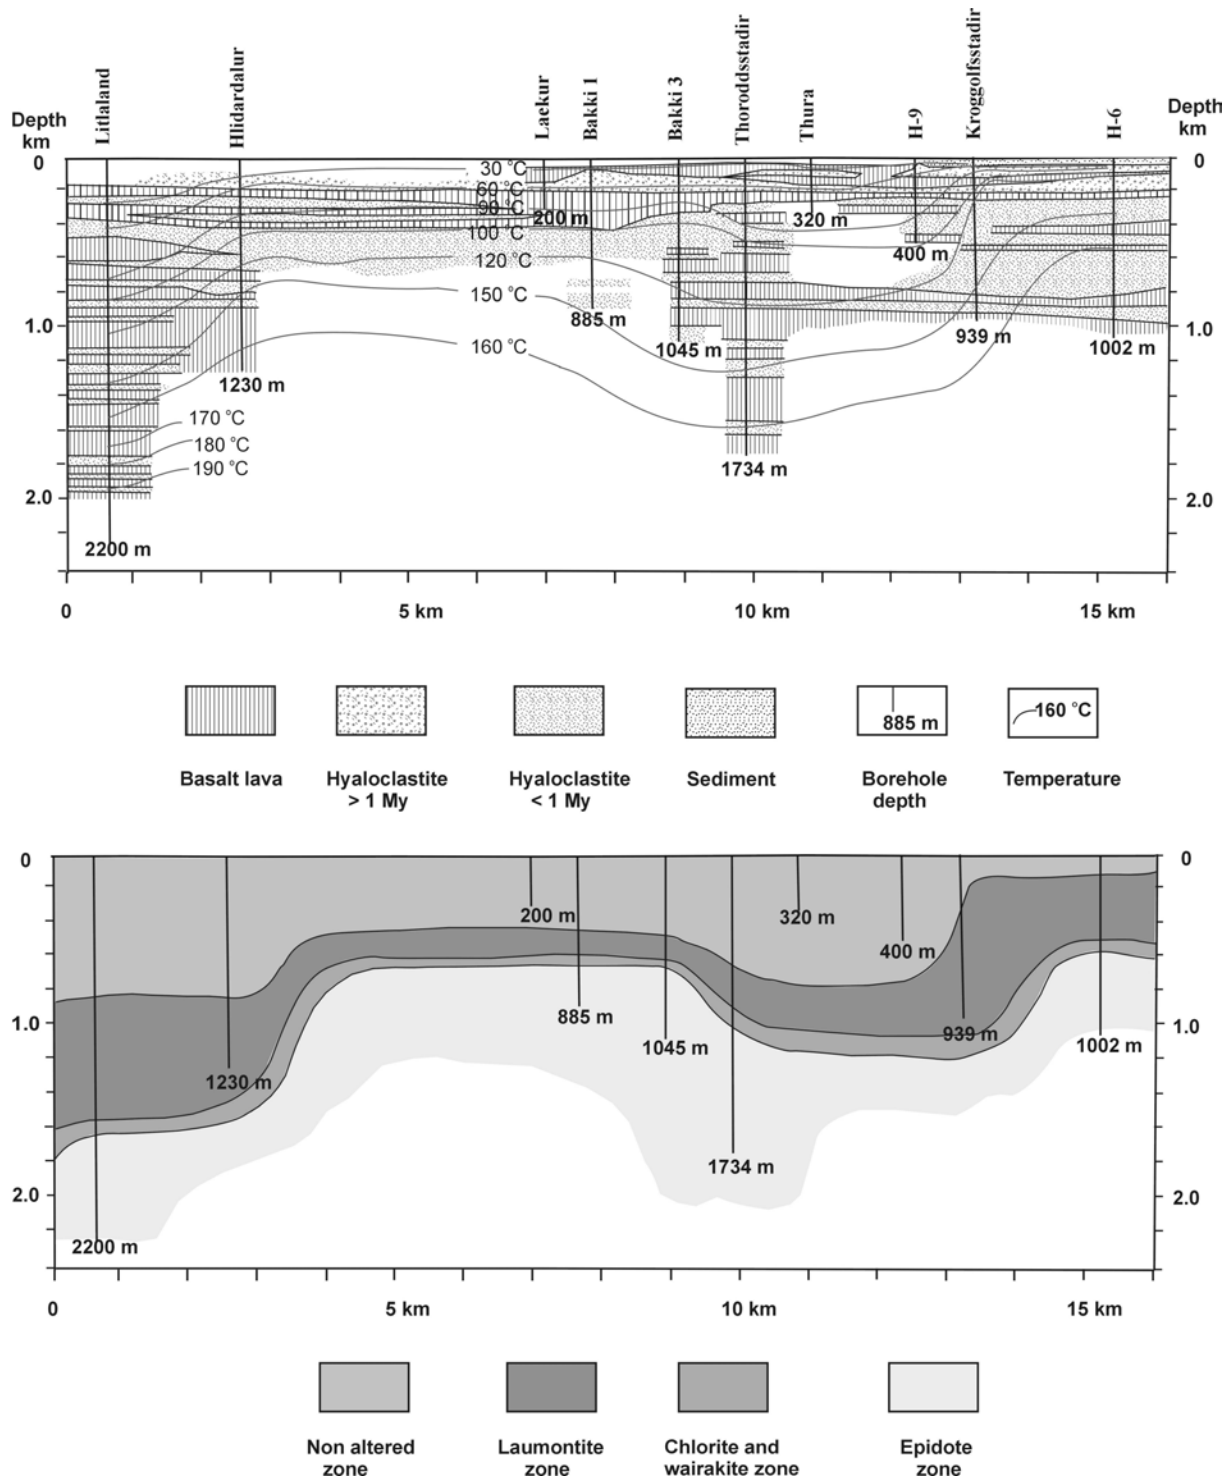 Litlaland
Hlidardalur
Laekur
Bakki 1
Bakki 3
Thoroddsstadir
Thura
H-9
Kroggolfsstadir
H-6
Depth
km
Depth
km
0
0
30 °C
60 °C
90 °C
200 m
320 m
100 °C
400 m
120 °C
150 °C
885 m
1.0
939 m
1.0
160 °C
1045 m
1002 m
1230 m
170 °C
180 °C
190 °C
1734 m
2.0
2.0
2200 m
0
5 km
10 km
15 km
885 m
160 °C
Basalt lava
Hyaloclastite
> 1 My
Hyaloclastite
< 1 My
Sediment
Borehole
depth
Temperature
0
0
200 m
320 m
400 m
885 m
1.0
939 m
1.0
1045 m
1002 m
1230 m
1734 m
2.0
2.0
2200 m
0
5 km
10 km
15 km
Non altered
zone
Laumontite
zone
Chlorite and
wairakite zone
Epidote
zone